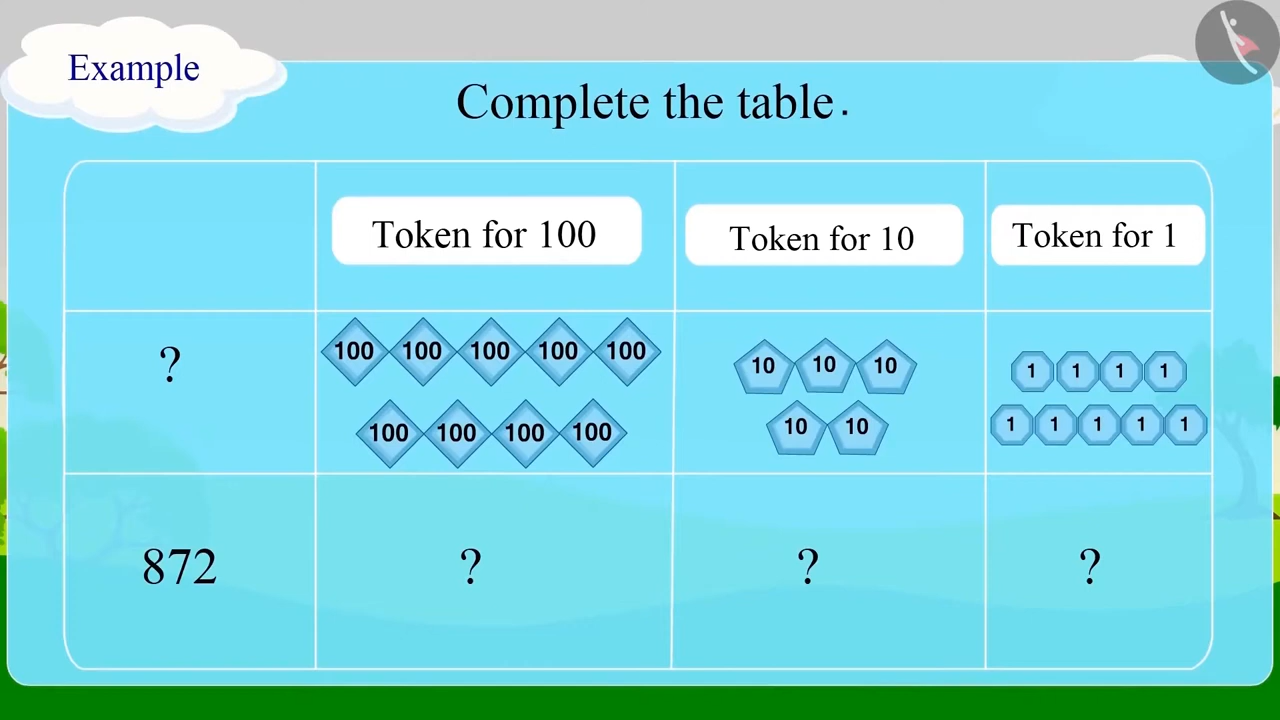 Example
Complete the table.
Token for 100 Token for 10 Token for 1
? 100 100 100 100 100 10 10 10 1 1 1 1
100 100 100 100 10 10 1 1 1 1 1
872 ? ? ?